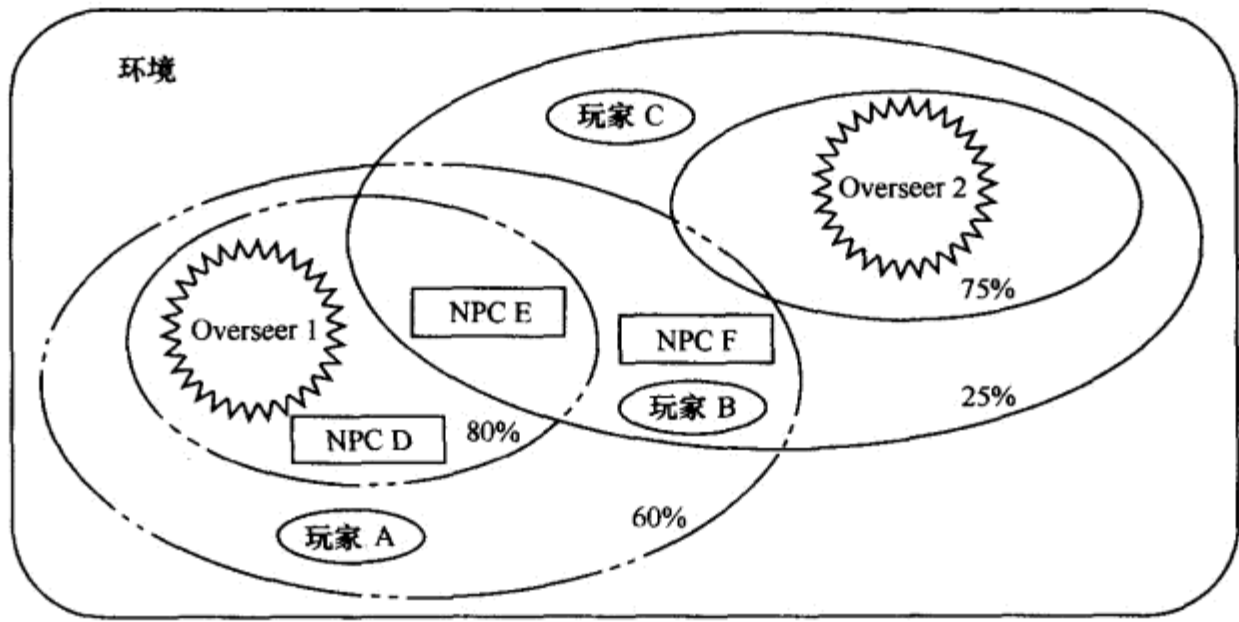 环境
玩家 C
Overseer 2
75%
NPC E
NPC F
Overseer 1
玩家 B
25%
NPC D
80%
60%
玩家 A